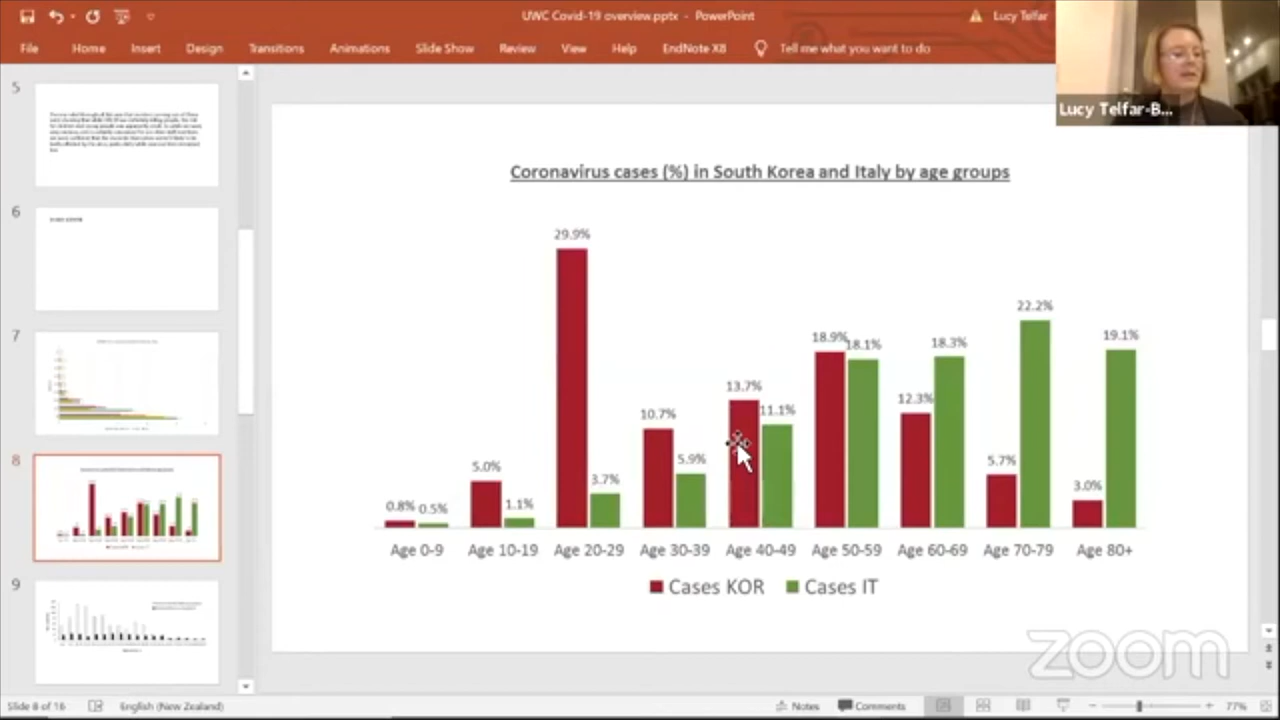 UWC Covid-19 overview.pptx - PowerPoint
Lucy Telfar
File Home Insert Design Transitions Animations Slide Show Review View Help EndNote X8 Tell me what you want to do
Lucy Telfar-B...
5
6
7
8
9
Coronavirus cases (%) in South Korea and Italy by age groups
29.9%
22.2%
18.9% 18.1% 18.3% 19.1%
13.7% 11.1%
10.7% 12.3%
5.0% 5.9% 5.7%
0.8% 0.5% 1.1% 3.7% 3.0%
Age 0-9 Age 10-19 Age 20-29 Age 30-39 Age 40-49 Age 50-59 Age 60-69 Age 70-79 Age 80+
Cases KOR Cases IT
zoom
Slide 8 of 16 English (New Zealand) Notes Comments 77%